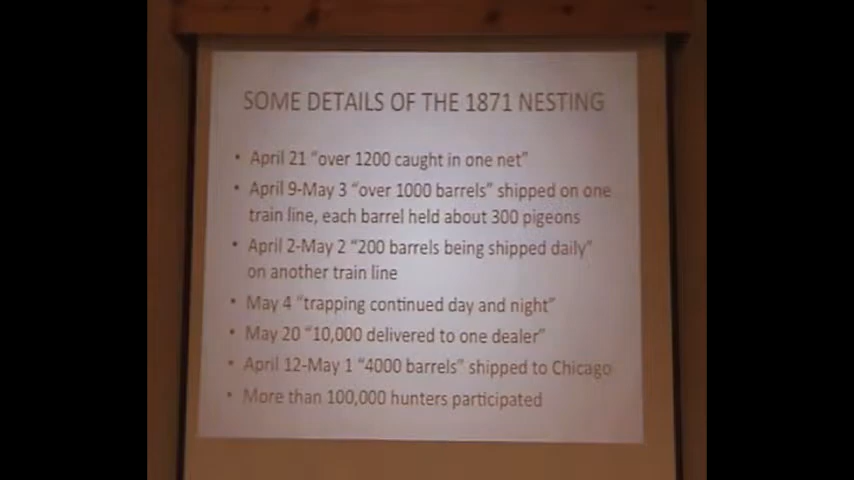 SOME DETAILS OF THE 1871 NESTING
• April 21 “over 1200 caught in one net”
• April 9-May 3 “over 1000 barrels” shipped on one
train line, each barrel held about 300 pigeons
• April 2-May 2 “200 barrels being shipped daily”
on another train line
• May 4 “trapping continued day and night”
• May 20 “10,000 delivered to one dealer”
• April 12-May 1 “4000 barrels” shipped to Chicago
• More than 100,000 hunters participated